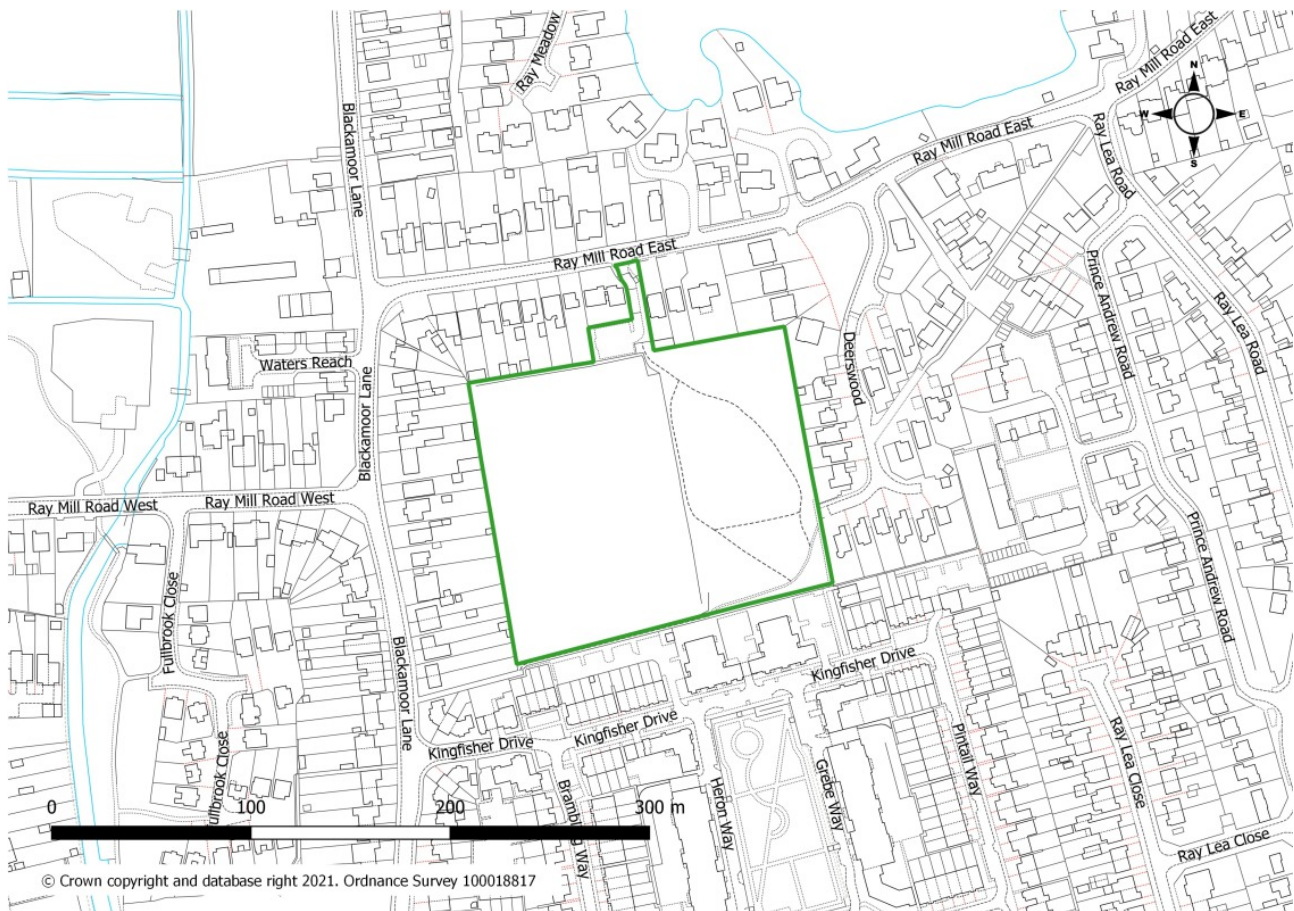 Ray Mill Road East
Ray Meadow
N
W
E
S
Blackamoor Lane
Ray Mill Road East
Ray Lea Road
Ray Mill Road East
Prince Andrew Road
Ray Lea Road
Deerswood
Waters Reach
Blackamoor Lane
Ray Mill Road West
Ray Mill Road West
Prince Andrew Road
Fullbrook Close
Blackamoor Lane
Kingfisher Drive
Kingfisher Drive
Kingfisher Drive
Fullbrook Close
Brambling Way
Heron Way
Grebe Way
Pintail Way
Ray Lea Close
Ray Lea Close
0 100 200 300 m
© Crown copyright and database right 2021. Ordnance Survey 100018817